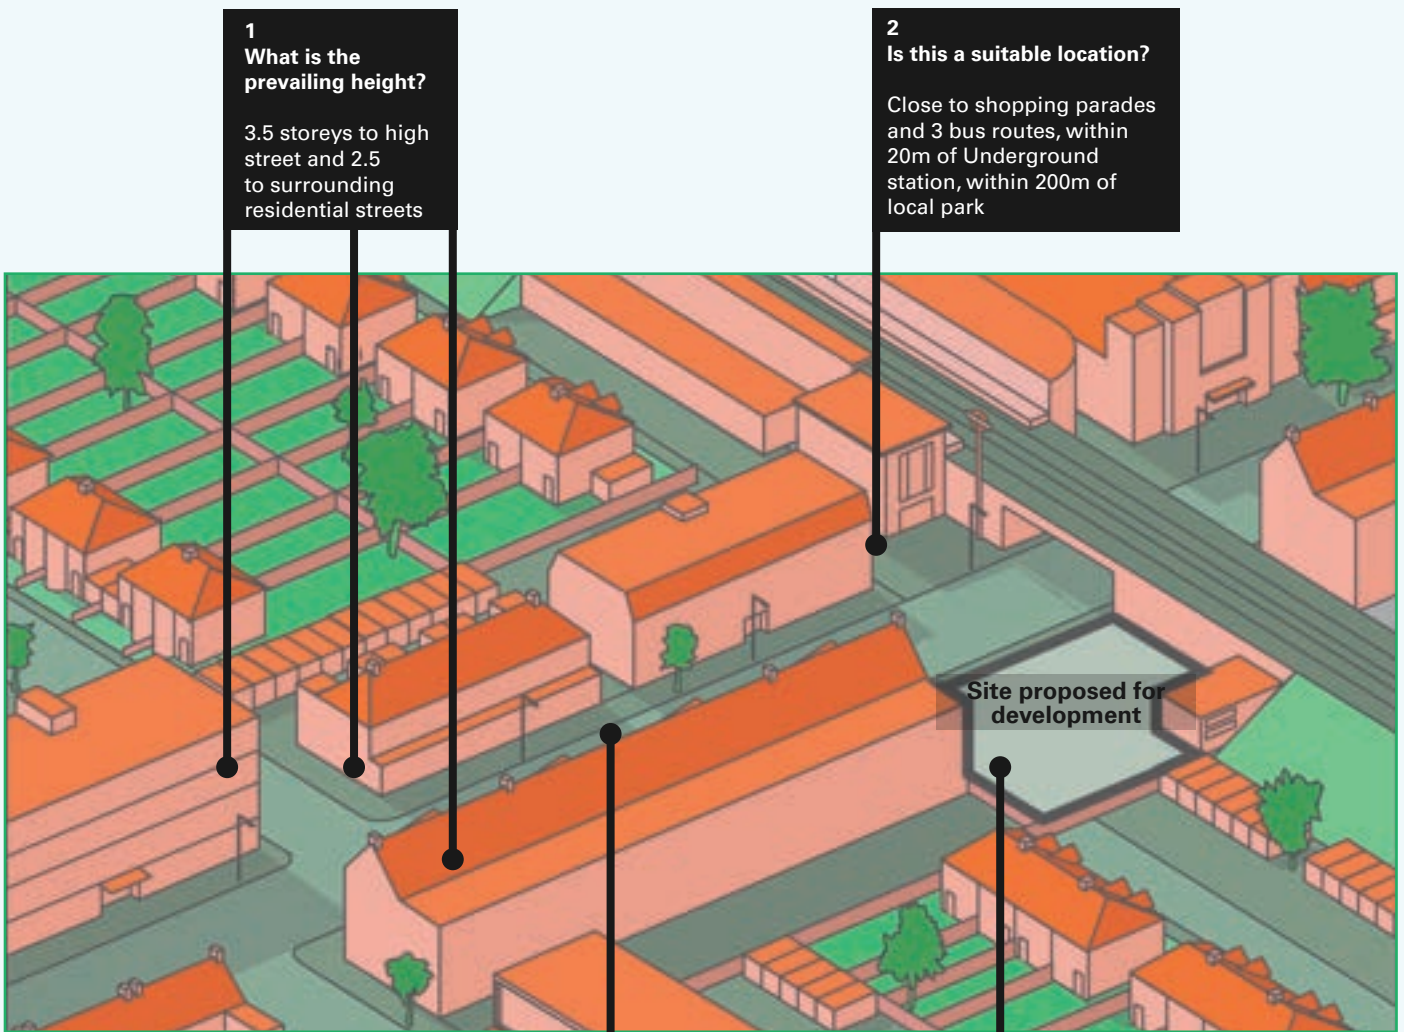 1
What is the
prevailing height?
3.5 storeys to high
street and 2.5
to surrounding
residential streets
2
Is this a suitable location?
Close to shopping parades
and 3 bus routes, within
20m of Underground
station, within 200m of
local park
Site proposed for
development